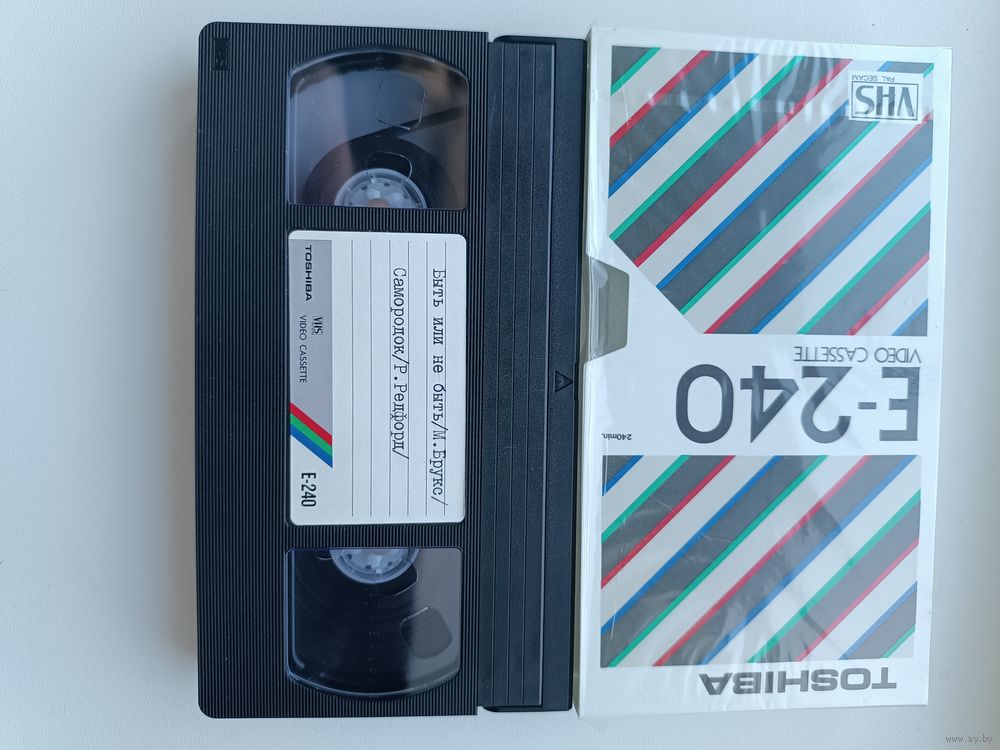 VHS
Быть или не быть/М.Брукс/
Самородок/Р.Редфорд/
TOSHIBA
VHS
VIDEO CASSETTE
E-240
VHS
PAL SECAM
VIDEO CASSETTE
E-240
240min.
TOSHIBA
www.ay.by